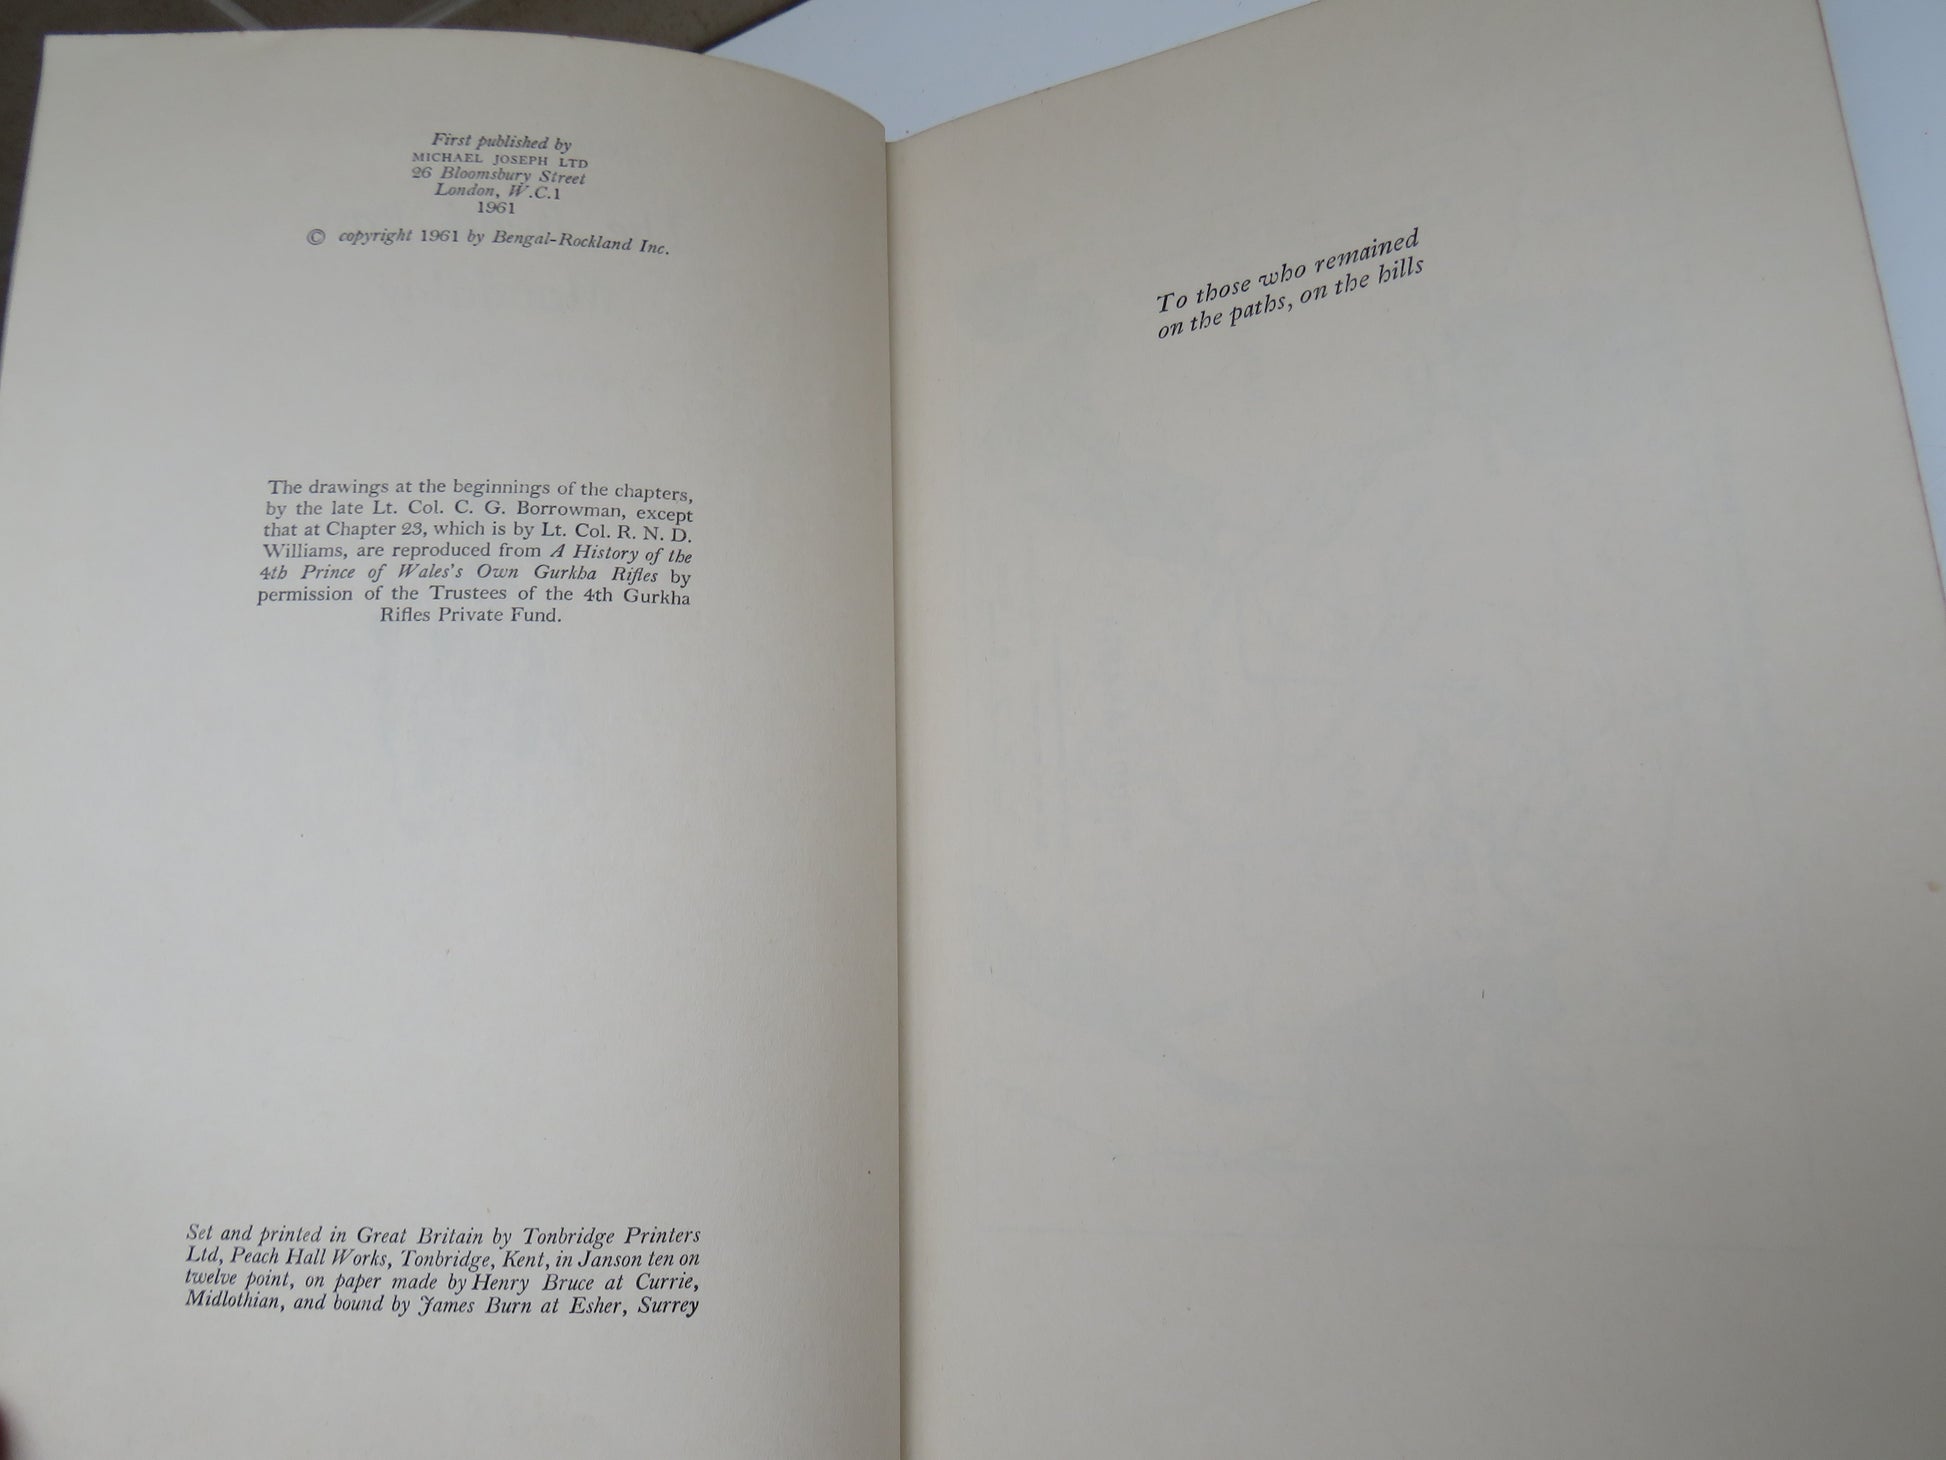 First published by
MICHAEL JOSEPH LTD
26 Bloomsbury Street
London, W.C.1
1961
© copyright 1961 by Bengal-Rockland Inc.
The drawings at the beginnings of the chapters,
by the late Lt. Col. C. G. Borrowman, except
that at Chapter 23, which is by Lt. Col. R. N. D.
Williams, are reproduced from A History of the
4th Prince of Wales's Own Gurkha Rifles by
permission of the Trustees of the 4th Gurkha
Rifles Private Fund.
Set and printed in Great Britain by Tonbridge Printers
Ltd, Peach Hall Works, Tonbridge, Kent, in Janson ten on
twelve point, on paper made by Henry Bruce at Currie,
Midlothian, and bound by James Burn at Esher, Surrey
To those who remained
on the paths, on the hills